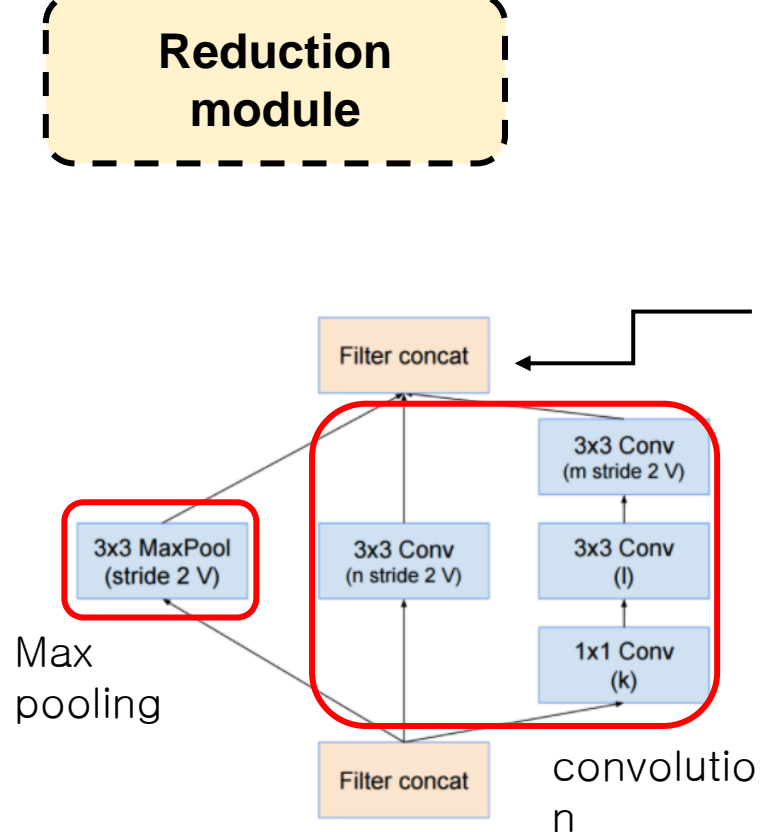 Reduction
module
Filter concat
3x3 Conv
(m stride 2 V)
3x3 MaxPool
(stride 2 V)
3x3 Conv
(n stride 2 V)
3x3 Conv
(l)
1x1 Conv
(k)
Max
pooling
Filter concat
convolutio
n